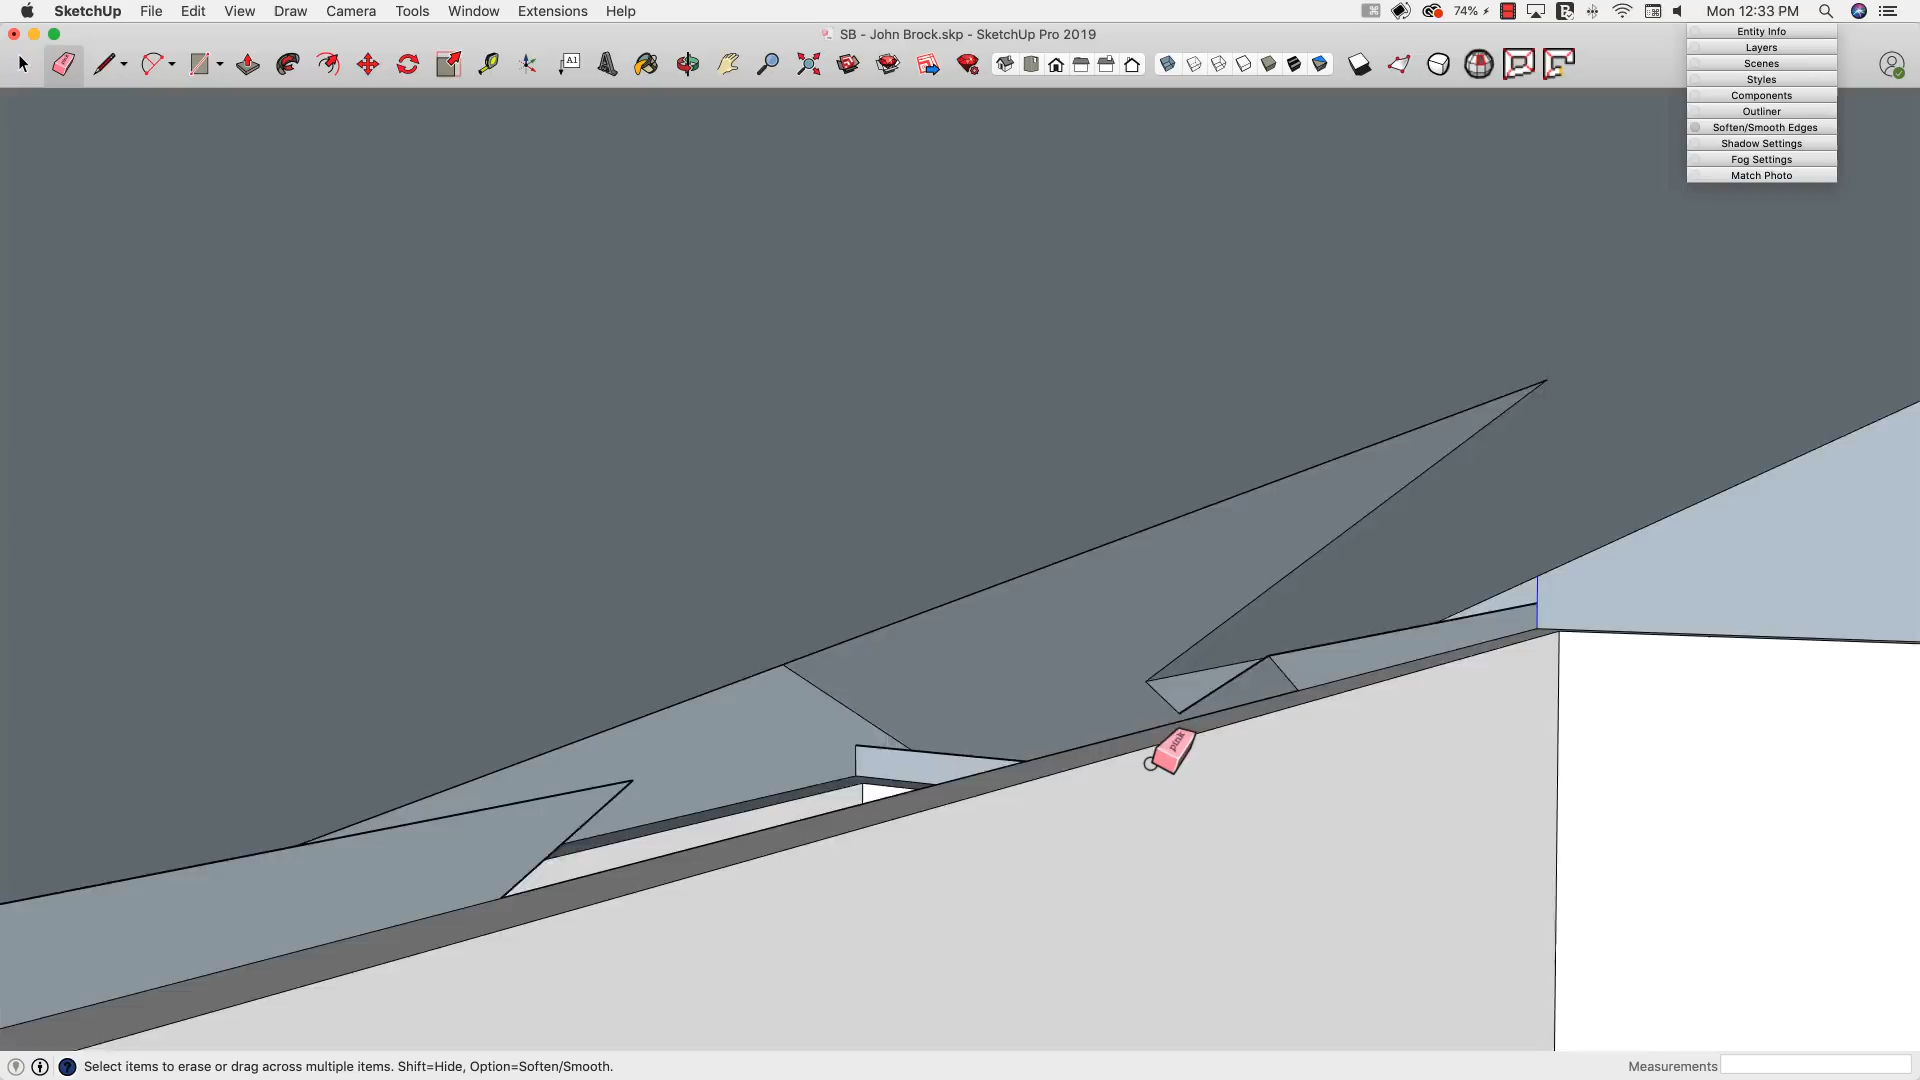 SketchUp File Edit View Draw Camera Tools Window Extensions Help 74% Mon 12:33 PM
SB - John Brock.skp - SketchUp Pro 2019
A1
Entity Info
Layers
Scenes
Styles
Components
Outliner
Soften/Smooth Edges
Shadow Settings
Fog Settings
Match Photo
pink
Select items to erase or drag across multiple items. Shift=Hide, Option=Soften/Smooth.
Measurements